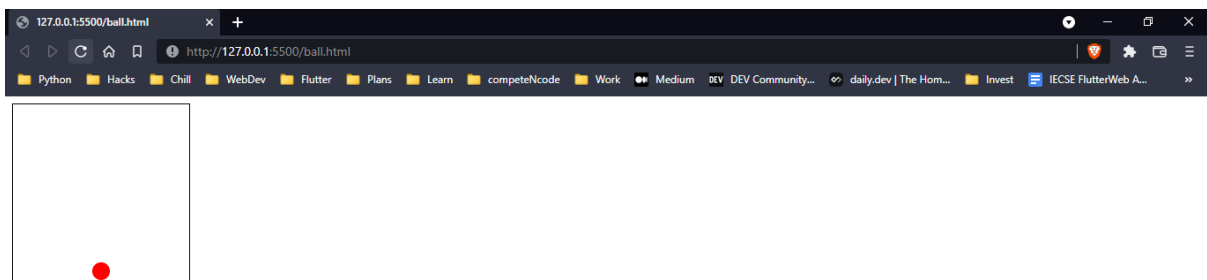 127.0.0.1:5500/ball.html
http://127.0.0.1:5500/ball.html
Python Hacks Chill WebDev Flutter Plans Learn competeNcode Work Medium DEV DEV Community... daily.dev | The Hom... Invest IECSE FlutterWeb A... »